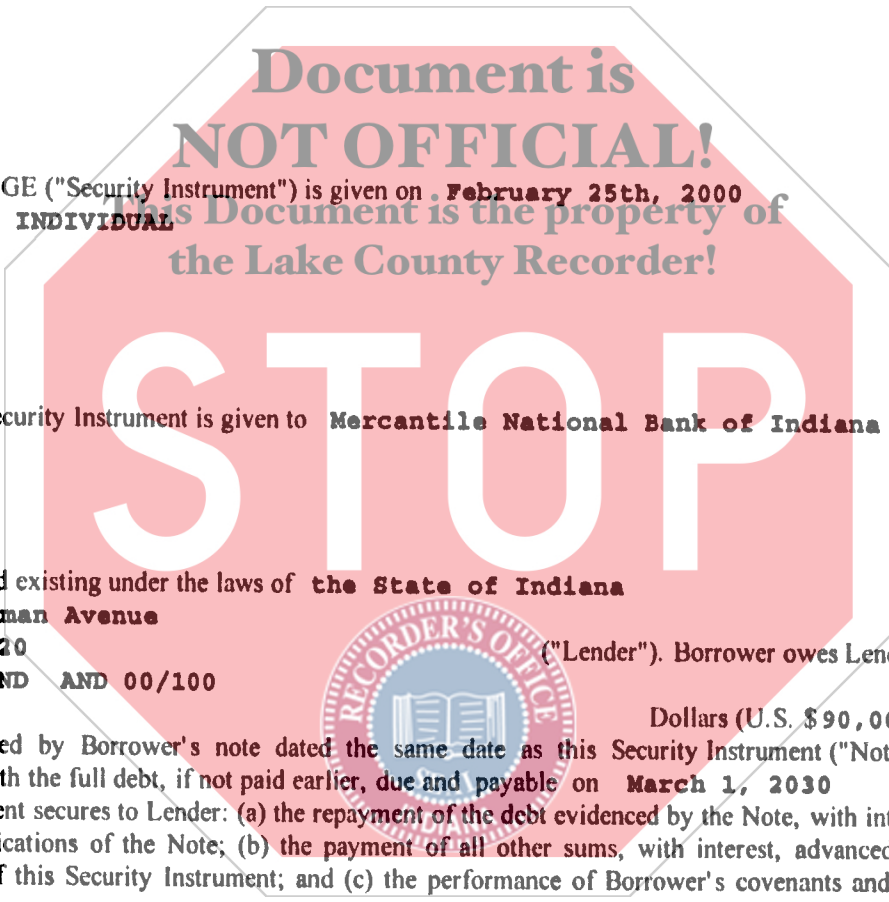 Document is
NOT OFFICIAL!
GE ("Security Instrument") is given on February 25th, 2000
This Document is the property of
INDIVIDUAL
the Lake County Recorder!
STOP
curity Instrument is given to Mercantile National Bank of Indiana
d existing under the laws of the State of Indiana
man Avenue
20 ("Lender"). Borrower owes Lend
ND AND 00/100
Dollars (U.S. $90,00
RECORDER'S OFFICE
ed by Borrower's note dated the same date as this Security Instrument ("Not
th the full debt, if not paid earlier, due and payable on March 1, 2030
ent secures to Lender: (a) the repayment of the debt evidenced by the Note, with int
ications of the Note; (b) the payment of all other sums, with interest, advanced
f this Security Instrument; and (c) the performance of Borrower's covenants and